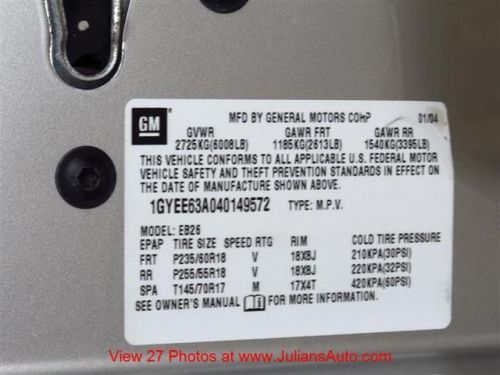 GM
MFD BY GENERAL MOTORS CORP 01/04
GVWR GAWR FRT GAWR RR
2725KG(6008LB) 1185KG(2613LB) 1540KG(3395LB)
THIS VEHICLE CONFORMS TO ALL APPLICABLE U.S. FEDERAL MOTOR
VEHICLE SAFETY AND THEFT PREVENTION STANDARDS IN EFFECT ON
THE DATE OF MANUFACTURE SHOWN ABOVE.
1GYEE63A040149572 TYPE: M.P.V.
MODEL: EB26
EPAP TIRE SIZE SPEED RTG RIM COLD TIRE PRESSURE
FRT P235/60R18 V 18X8J 210KPA(30PSI)
RR P255/55R18 V 18X8J 220KPA(32PSI)
SPA T145/70R17 M 17X4T 420KPA(60PSI)
SEE OWNER'S MANUAL FOR MORE INFORMATION.
View 27 Photos at www.JuliansAuto.com